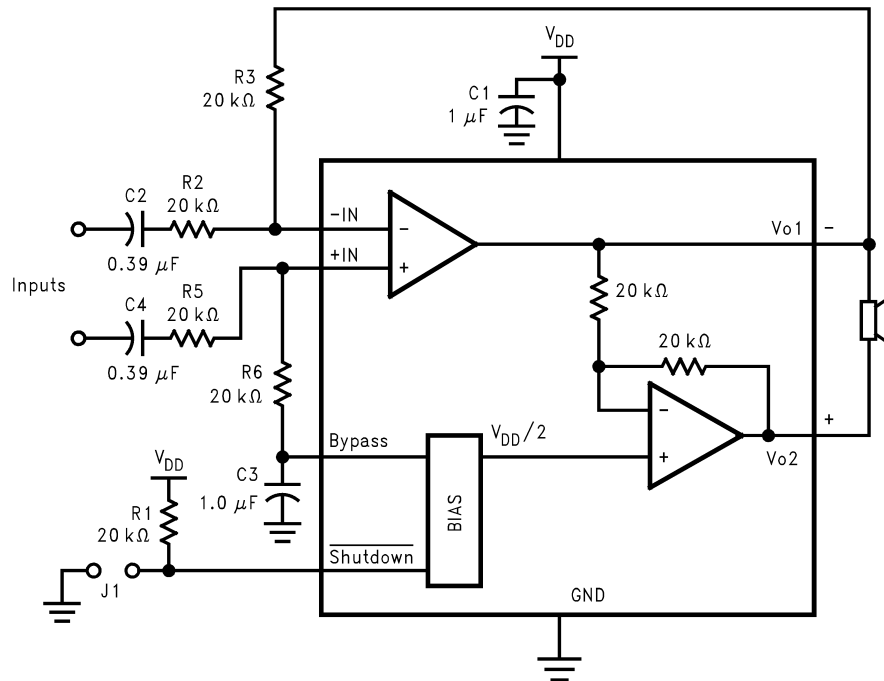 V_DD
R3
20 kΩ
C1
1 μF
C2
R2
20 kΩ
0.39 μF
-IN
-
Vo1
-
+IN
+
Inputs
C4
R5
20 kΩ
0.39 μF
20 kΩ
20 kΩ
R6
20 kΩ
-
+
Bypass
V_DD/2
+
Vo2
V_DD
C3
1.0 μF
BIAS
R1
20 kΩ
Shutdown
J1
GND